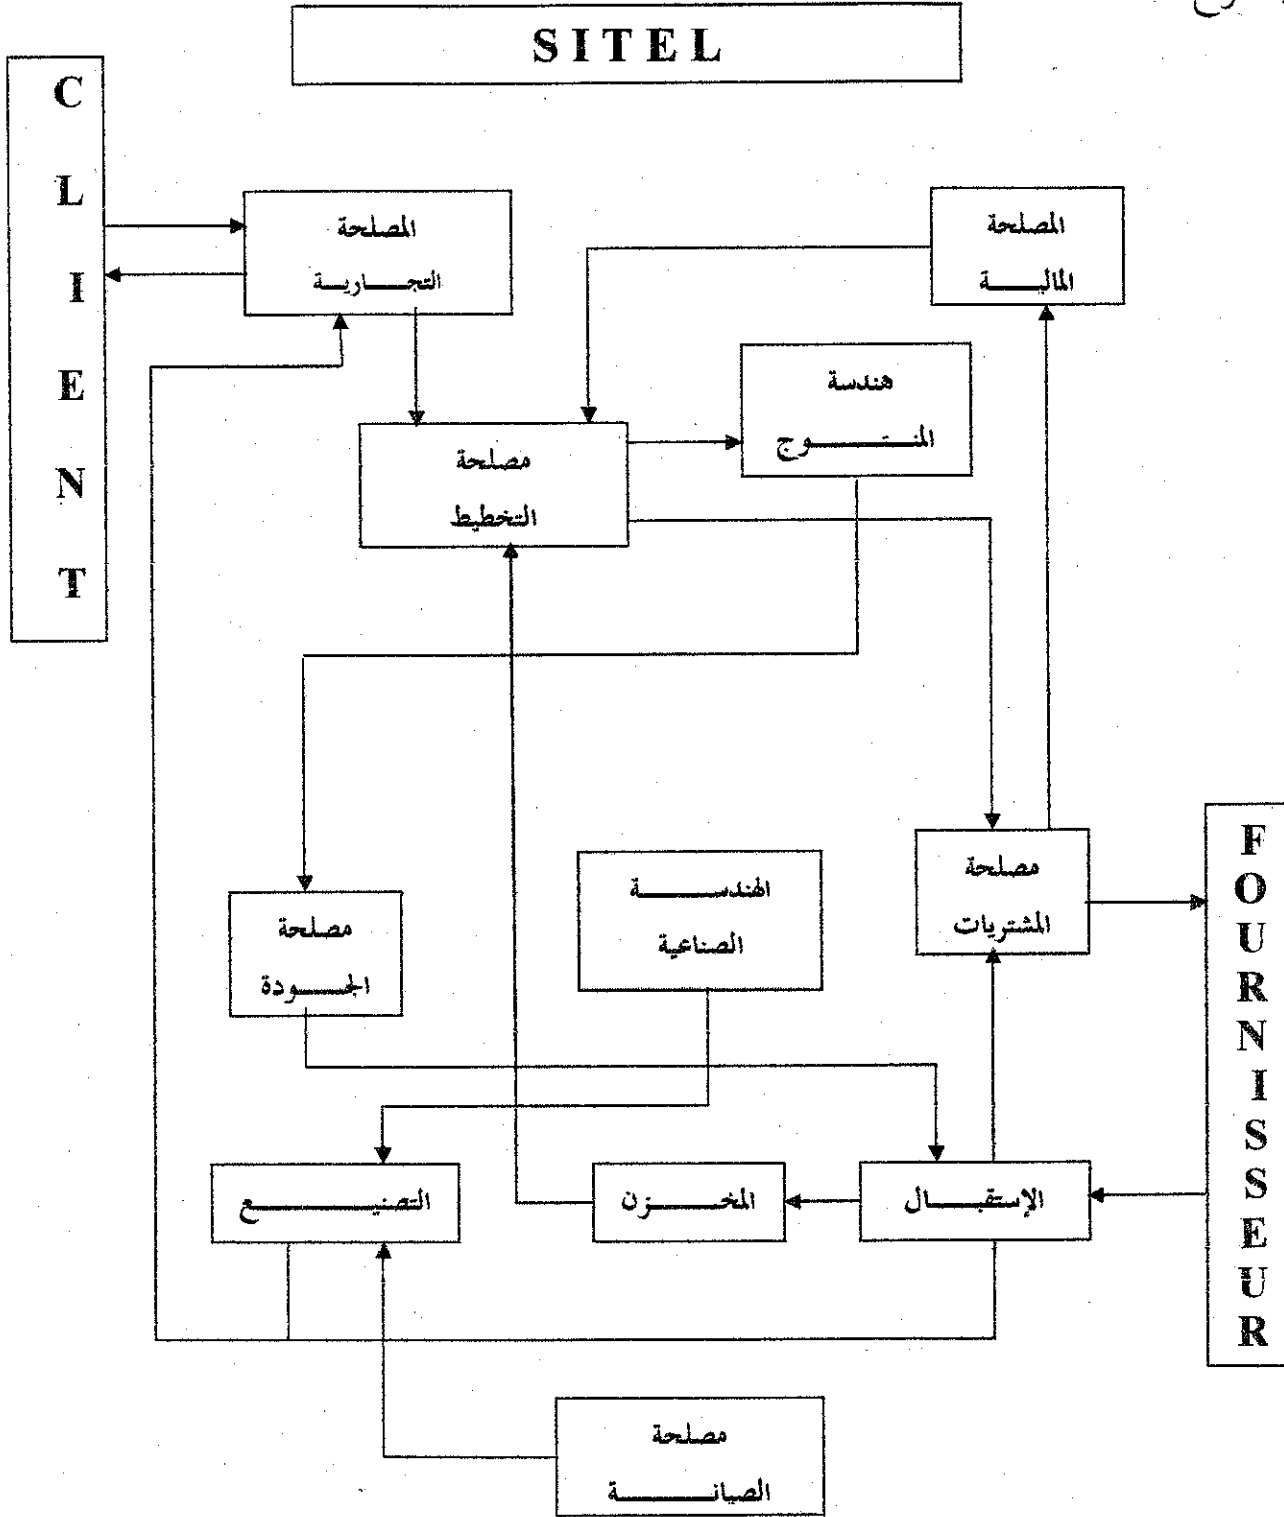 SITEL
CLIENT
المصلحة
التجارية
المصلحة
المالية
هندسة
المنتوج
مصلحة
التخطيط
مصلحة
المشتريات
الهندسة
الصناعية
مصلحة
الجودة
FOURNISSEUR
الإستقبال
المخزن
التصنيع
مصلحة
الصيانة